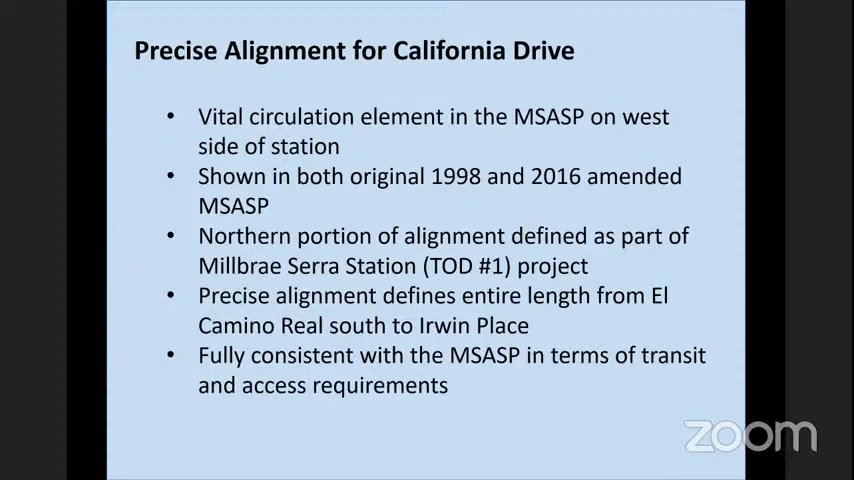 Precise Alignment for California Drive
• Vital circulation element in the MSASP on west
side of station
• Shown in both original 1998 and 2016 amended
MSASP
• Northern portion of alignment defined as part of
Millbrae Serra Station (TOD #1) project
• Precise alignment defines entire length from El
Camino Real south to Irwin Place
• Fully consistent with the MSASP in terms of transit
and access requirements
zoom